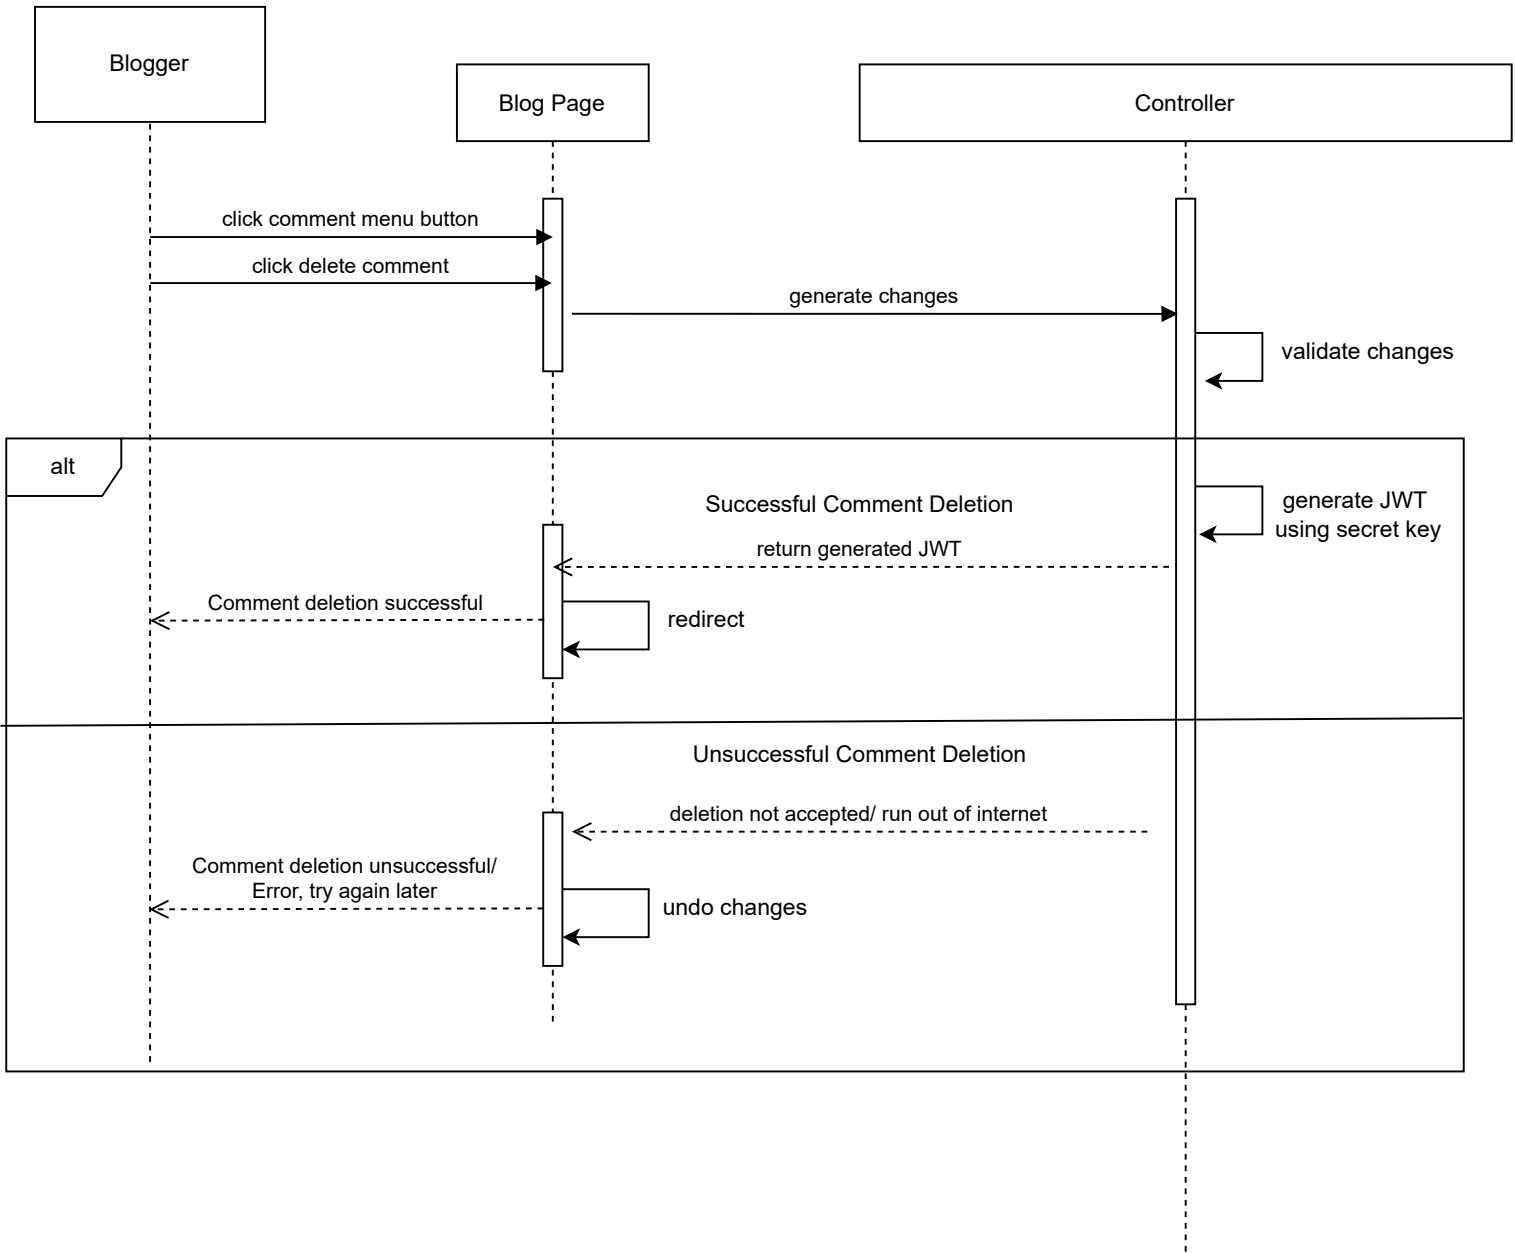 Blogger
Blog Page
Controller
click comment menu button
click delete comment
generate changes
validate changes
alt
Successful Comment Deletion
generate JWT
using secret key
return generated JWT
Comment deletion successful
redirect
Unsuccessful Comment Deletion
deletion not accepted/ run out of internet
Comment deletion unsuccessful/
Error, try again later
undo changes